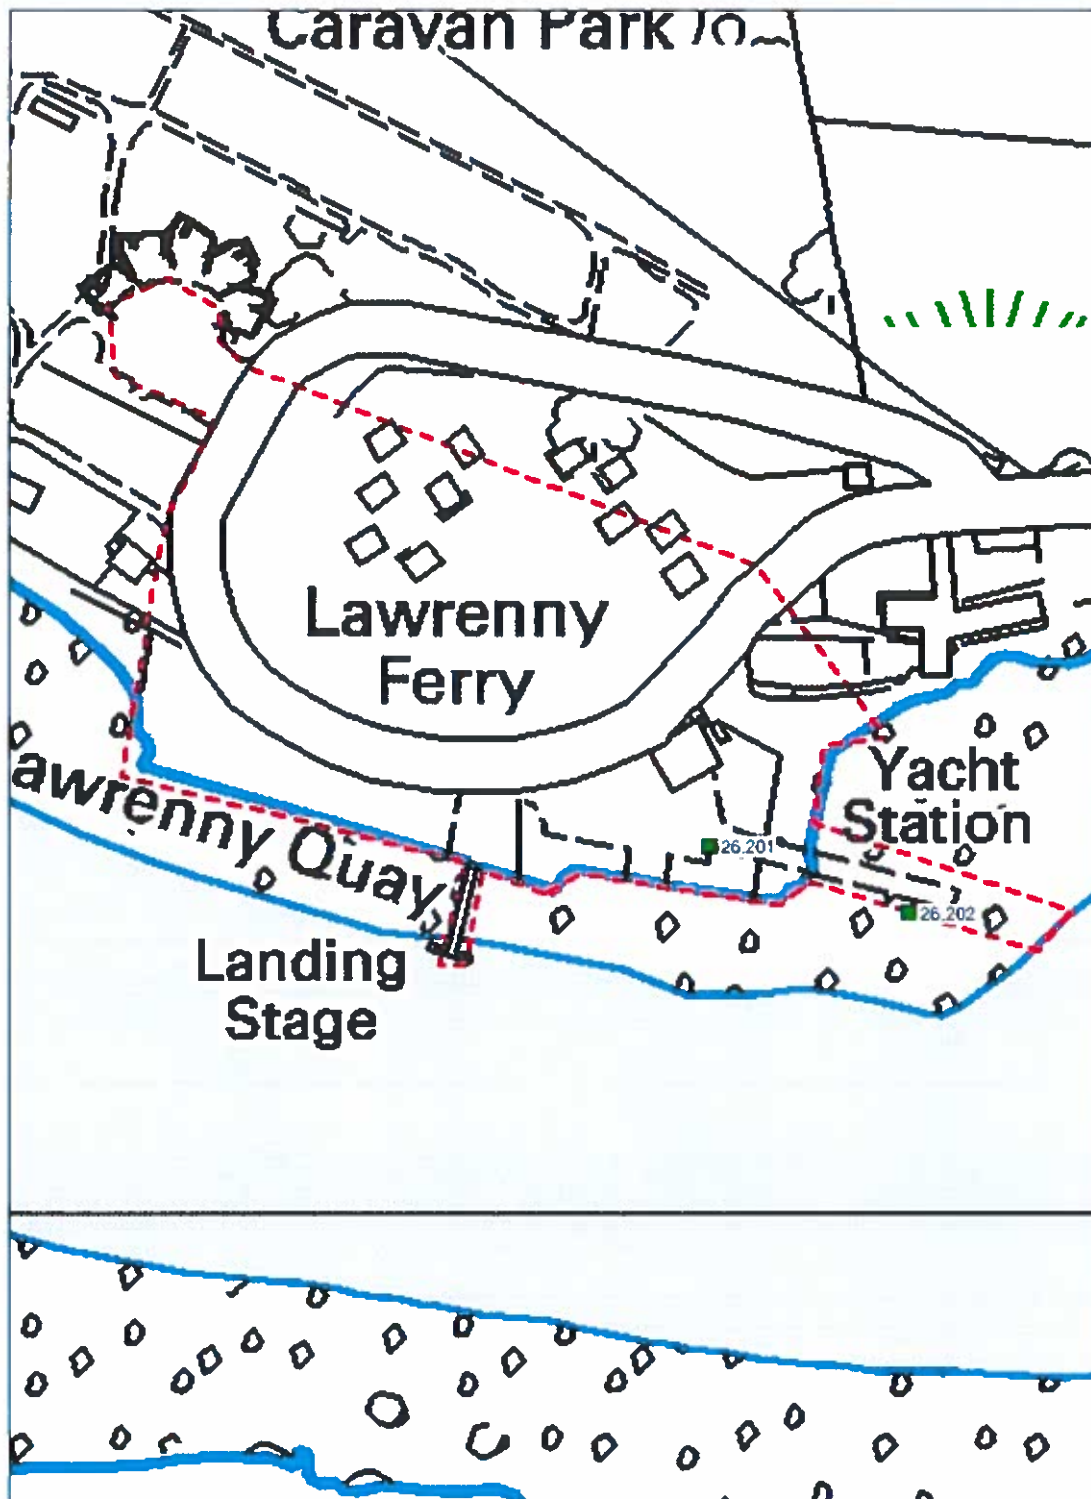 Caravan Park
Lawrenny
Ferry
Yacht
Station
awrenny Quay
26,201
26,202
Landing
Stage